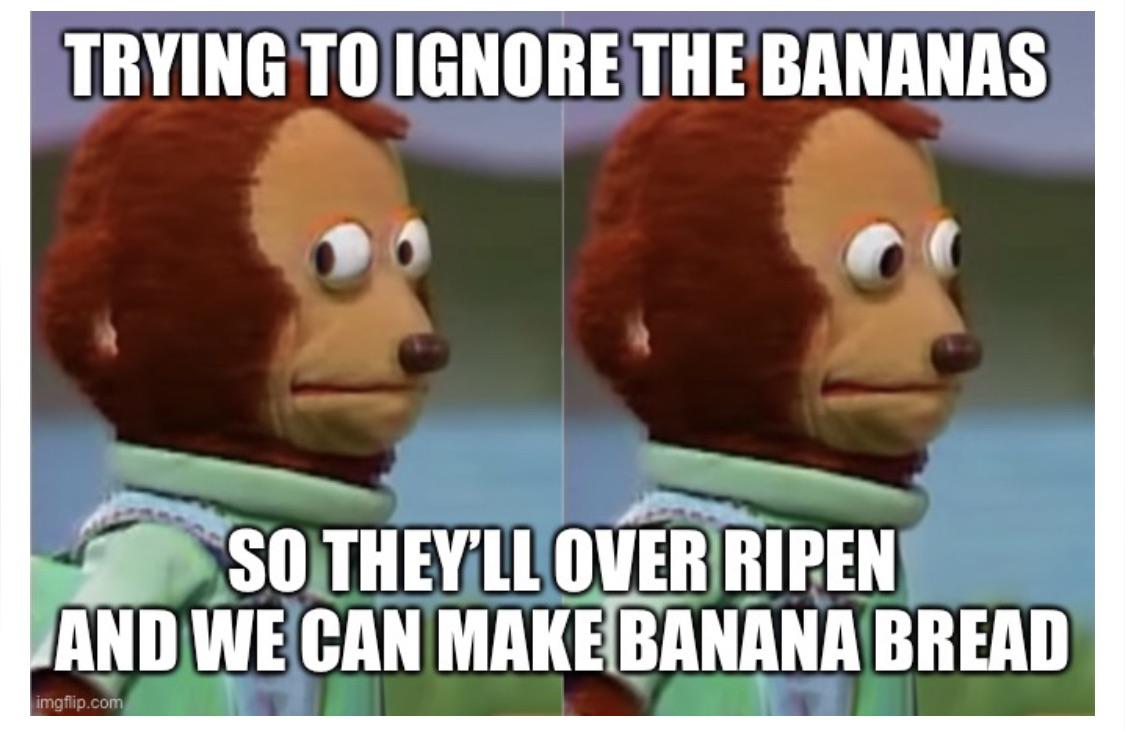 TRYING TO IGNORE THE BANANAS
SO THEY'LL OVER RIPEN
AND WE CAN MAKE BANANA BREAD
imgflip.com